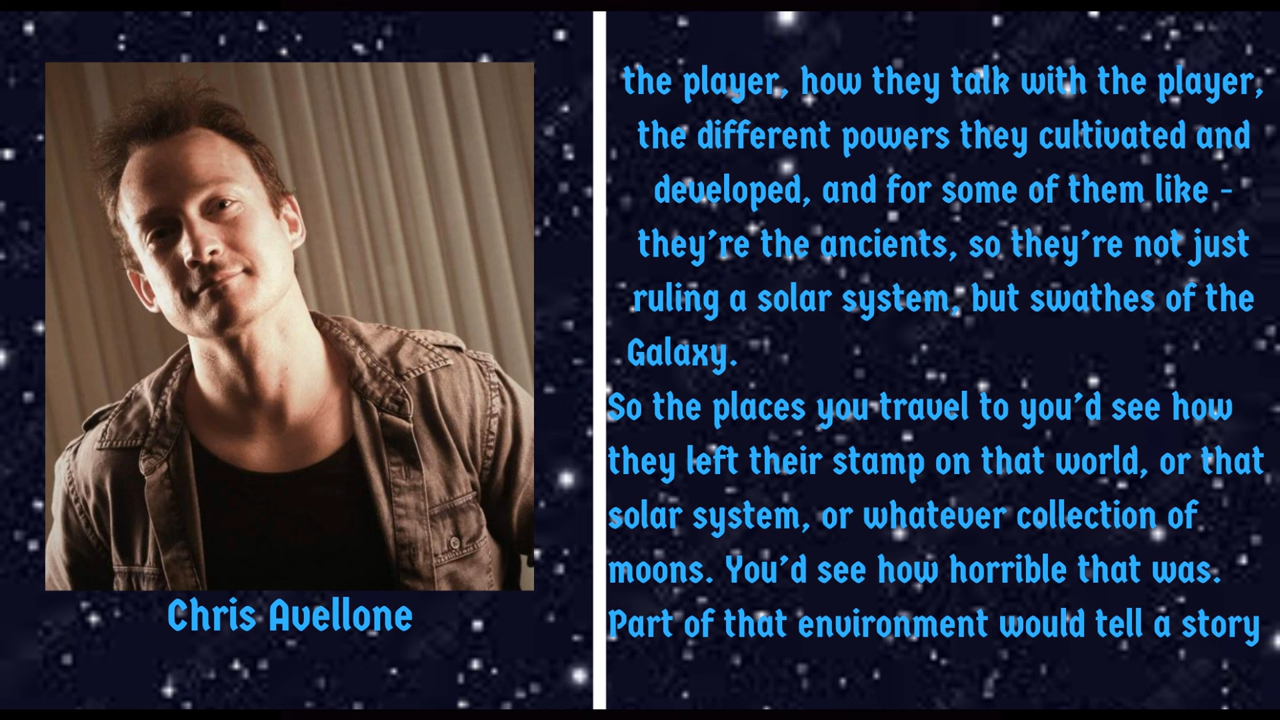 the player, how they talk with the player,
the different powers they cultivated and
developed, and for some of them like -
they're the ancients, so they're not just
ruling a solar system, but swathes of the
Galaxy.
So the places you travel to you'd see how
they left their stamp on that world, or that
solar system, or whatever collection of
moons. You'd see how horrible that was.
Part of that environment would tell a story
Chris Avellone